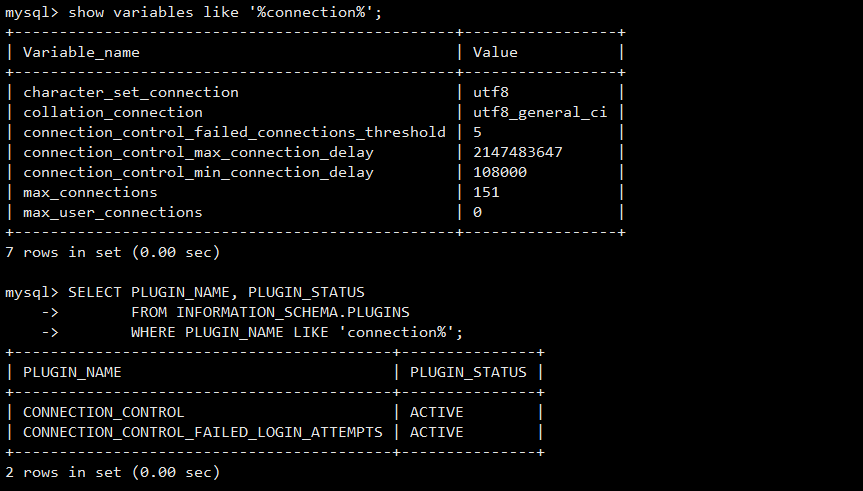 mysql> show variables like '%connection%';
+-------------------------------------------------+-----------------+
| Variable_name                                   | Value           |
+-------------------------------------------------+-----------------+
| character_set_connection                        | utf8            |
| collation_connection                            | utf8_general_ci |
| connection_control_failed_connections_threshold | 5               |
| connection_control_max_connection_delay         | 2147483647      |
| connection_control_min_connection_delay         | 108000          |
| max_connections                                 | 151             |
| max_user_connections                            | 0               |
+-------------------------------------------------+-----------------+
7 rows in set (0.00 sec)

mysql> SELECT PLUGIN_NAME, PLUGIN_STATUS
    ->        FROM INFORMATION_SCHEMA.PLUGINS
    ->        WHERE PLUGIN_NAME LIKE 'connection%';
+------------------------------------------+---------------+
| PLUGIN_NAME                              | PLUGIN_STATUS |
+------------------------------------------+---------------+
| CONNECTION_CONTROL                       | ACTIVE        |
| CONNECTION_CONTROL_FAILED_LOGIN_ATTEMPTS | ACTIVE        |
+------------------------------------------+---------------+
2 rows in set (0.00 sec)